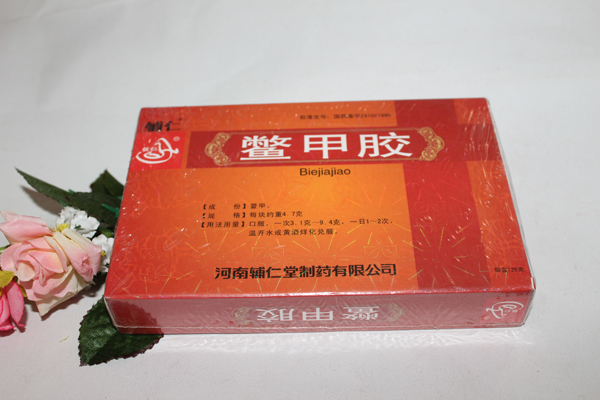 辅仁
鳖甲胶
Biejiajiao
【成 份】鳖甲。
【规 格】每块约重4.7克
【用法用量】口服,一次3.1克~9.4克,一日1~2次,
温开水或黄酒烊化兑服。
河南辅仁堂制药有限公司
鳖甲胶